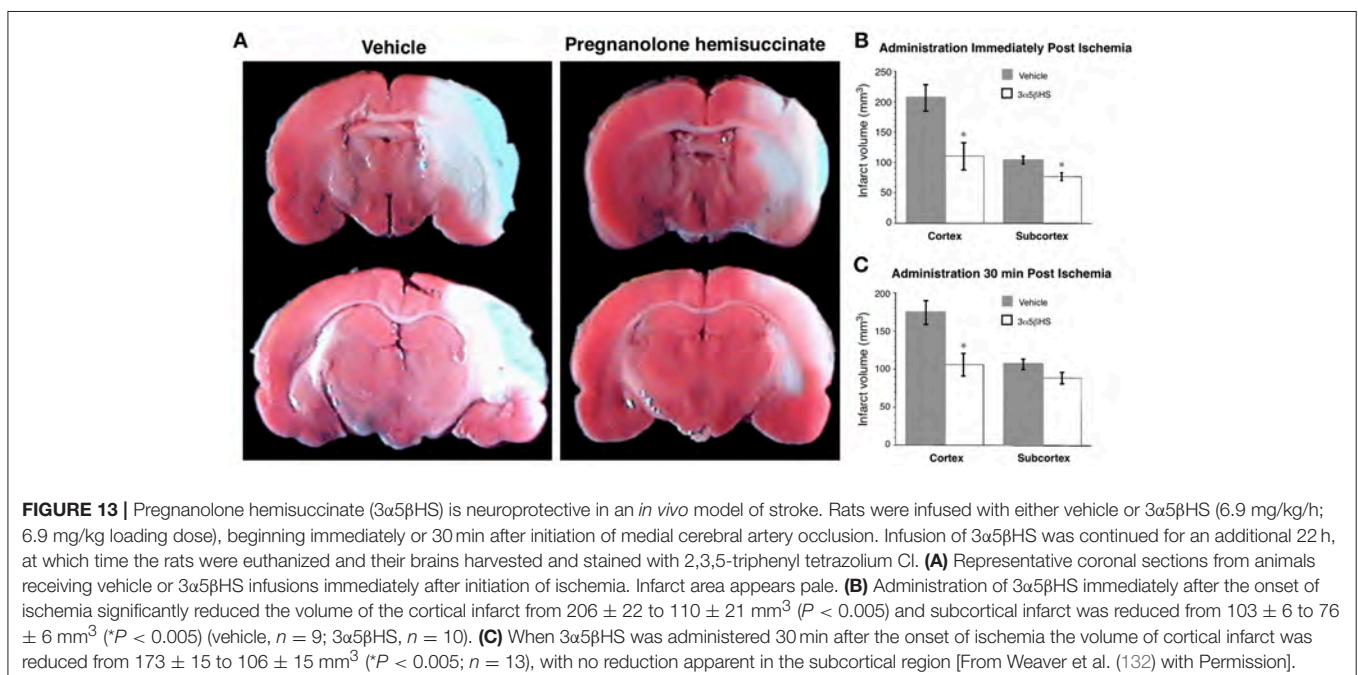 A
Vehicle
Pregnanolone hemisuccinate
B
Administration Immediately Post Ischemia
250
200
150
100
50
0
Infarct volume (mm³)
Vehicle
3α5βHS
*
*
Cortex
Subcortex
C
Administration 30 min Post Ischemia
200
150
100
50
0
Infarct volume (mm³)
Vehicle
3α5βHS
*
Cortex
Subcortex
FIGURE 13 | Pregnanolone hemisuccinate (3α5βHS) is neuroprotective in an in vivo model of stroke. Rats were infused with either vehicle or 3α5βHS (6.9 mg/kg/h;
6.9 mg/kg loading dose), beginning immediately or 30 min after initiation of medial cerebral artery occlusion. Infusion of 3α5βHS was continued for an additional 22 h,
at which time the rats were euthanized and their brains harvested and stained with 2,3,5-triphenyl tetrazolium Cl. (A) Representative coronal sections from animals
receiving vehicle or 3α5βHS infusions immediately after initiation of ischemia. Infarct area appears pale. (B) Administration of 3α5βHS immediately after the onset of
ischemia significantly reduced the volume of the cortical infarct from 206 ± 22 to 110 ± 21 mm³ (P < 0.005) and subcortical infarct was reduced from 103 ± 6 to 76
± 6 mm³ (*P < 0.005) (vehicle, n = 9; 3α5βHS, n = 10). (C) When 3α5βHS was administered 30 min after the onset of ischemia the volume of cortical infarct was
reduced from 173 ± 15 to 106 ± 15 mm³ (*P < 0.005; n = 13), with no reduction apparent in the subcortical region [From Weaver et al. (132) with Permission].